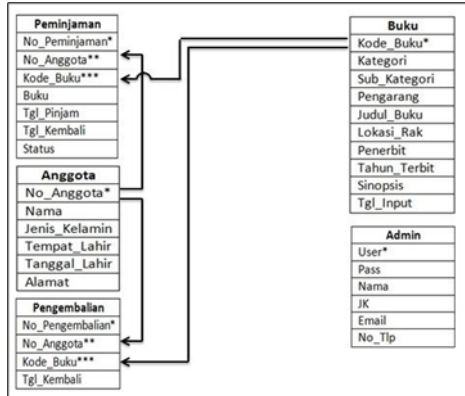 Peminjaman
No_Peminjaman*
No_Anggota**
Kode_Buku***
Buku
Tgl_Pinjam
Tgl_Kembali
Status
Anggota
No_Anggota*
Nama
Jenis_Kelamin
Tempat_Lahir
Tanggal_Lahir
Alamat
Pengembalian
No_Pengembalian*
No_Anggota**
Kode_Buku***
Tgl_Kembali
Buku
Kode_Buku*
Kategori
Sub_Kategori
Pengarang
Judul_Buku
Lokasi_Rak
Penerbit
Tahun_Terbit
Sinopsis
Tgl_Input
Admin
User*
Pass
Nama
JK
Email
No_Tlp